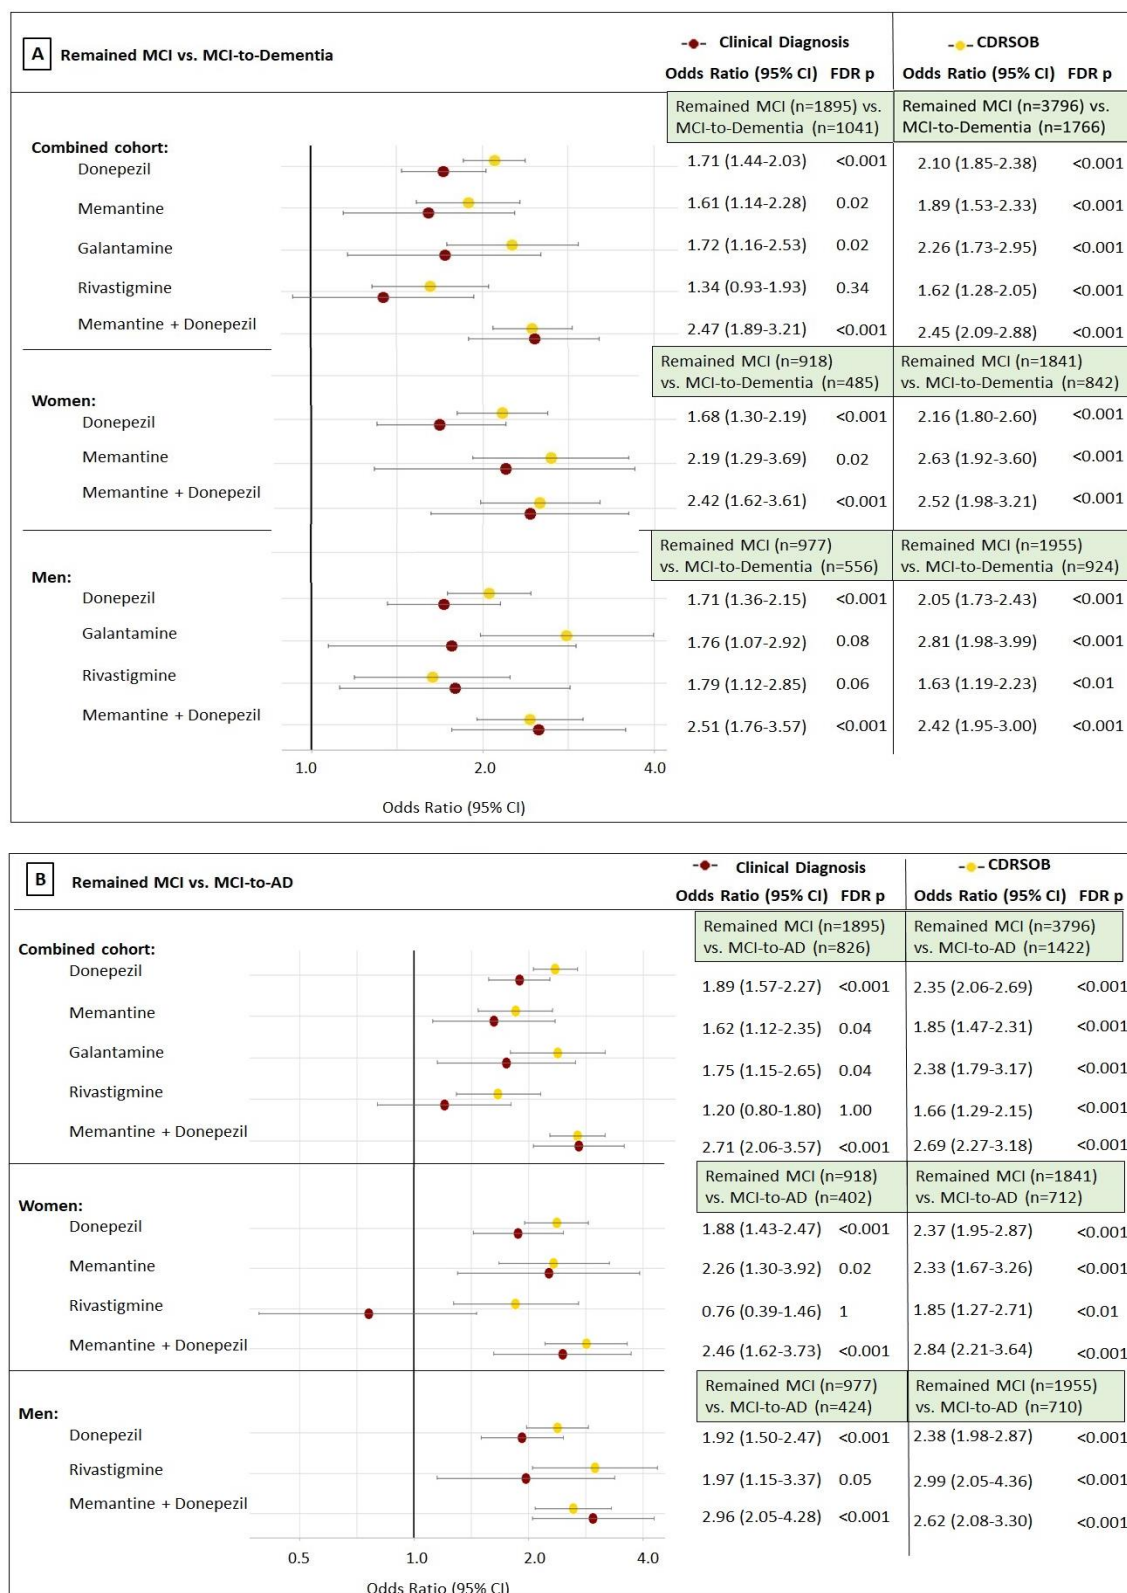 A Remained MCI vs. MCI-to-Dementia
Clinical Diagnosis CDRSOB
Odds Ratio (95% CI) FDR p Odds Ratio (95% CI) FDR p
Remained MCI (n=1895) vs. Remained MCI (n=3796) vs.
MCI-to-Dementia (n=1041) MCI-to-Dementia (n=1766)
Combined cohort:
Donepezil 1.71 (1.44-2.03) <0.001 2.10 (1.85-2.38) <0.001
Memantine 1.61 (1.14-2.28) 0.02 1.89 (1.53-2.33) <0.001
Galantamine 1.72 (1.16-2.53) 0.02 2.26 (1.73-2.95) <0.001
Rivastigmine 1.34 (0.93-1.93) 0.34 1.62 (1.28-2.05) <0.001
Memantine + Donepezil 2.47 (1.89-3.21) <0.001 2.45 (2.09-2.88) <0.001
Remained MCI (n=918) Remained MCI (n=1841)
vs. MCI-to-Dementia (n=485) vs. MCI-to-Dementia (n=842)
Women:
Donepezil 1.68 (1.30-2.19) <0.001 2.16 (1.80-2.60) <0.001
Memantine 2.19 (1.29-3.69) 0.02 2.63 (1.92-3.60) <0.001
Memantine + Donepezil 2.42 (1.62-3.61) <0.001 2.52 (1.98-3.21) <0.001
Remained MCI (n=977) Remained MCI (n=1955)
vs. MCI-to-Dementia (n=556) vs. MCI-to-Dementia (n=924)
Men:
Donepezil 1.71 (1.36-2.15) <0.001 2.05 (1.73-2.43) <0.001
Galantamine 1.76 (1.07-2.92) 0.08 2.81 (1.98-3.99) <0.001
Rivastigmine 1.79 (1.12-2.85) 0.06 1.63 (1.19-2.23) <0.01
Memantine + Donepezil 2.51 (1.76-3.57) <0.001 2.42 (1.95-3.00) <0.001
1.0 2.0 4.0
Odds Ratio (95% CI)
B Remained MCI vs. MCI-to-AD
Clinical Diagnosis CDRSOB
Odds Ratio (95% CI) FDR p Odds Ratio (95% CI) FDR p
Remained MCI (n=1895) Remained MCI (n=3796)
vs. MCI-to-AD (n=826) vs. MCI-to-AD (n=1422)
Combined cohort:
Donepezil 1.89 (1.57-2.27) <0.001 2.35 (2.06-2.69) <0.001
Memantine 1.62 (1.12-2.35) 0.04 1.85 (1.47-2.31) <0.001
Galantamine 1.75 (1.15-2.65) 0.04 2.38 (1.79-3.17) <0.001
Rivastigmine 1.20 (0.80-1.80) 1.00 1.66 (1.29-2.15) <0.001
Memantine + Donepezil 2.71 (2.06-3.57) <0.001 2.69 (2.27-3.18) <0.001
Remained MCI (n=918) Remained MCI (n=1841)
vs. MCI-to-AD (n=402) vs. MCI-to-AD (n=712)
Women:
Donepezil 1.88 (1.43-2.47) <0.001 2.37 (1.95-2.87) <0.001
Memantine 2.26 (1.30-3.92) 0.02 2.33 (1.67-3.26) <0.001
Rivastigmine 0.76 (0.39-1.46) 1 1.85 (1.27-2.71) <0.01
Memantine + Donepezil 2.46 (1.62-3.73) <0.001 2.84 (2.21-3.64) <0.001
Remained MCI (n=977) Remained MCI (n=1955)
vs. MCI-to-AD (n=424) vs. MCI-to-AD (n=710)
Men:
Donepezil 1.92 (1.50-2.47) <0.001 2.38 (1.98-2.87) <0.001
Rivastigmine 1.97 (1.15-3.37) 0.05 2.99 (2.05-4.36) <0.001
Memantine + Donepezil 2.96 (2.05-4.28) <0.001 2.62 (2.08-3.30) <0.001
0.5 1.0 2.0 4.0
Odds Ratio (95% CI)